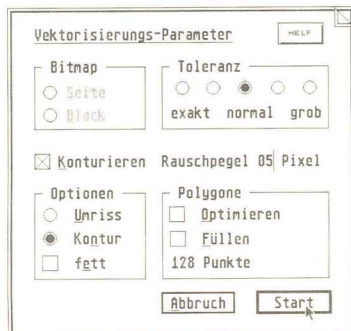 Vektorisierungs-Parameter HELP
Bitmap Toleranz
Seite
Block exakt normal grob
Konturieren Rauschpegel 05 Pixel
Optionen Polygone
Umriss Optimieren
Kontur Füllen
fett 128 Punkte
Abbruch Start